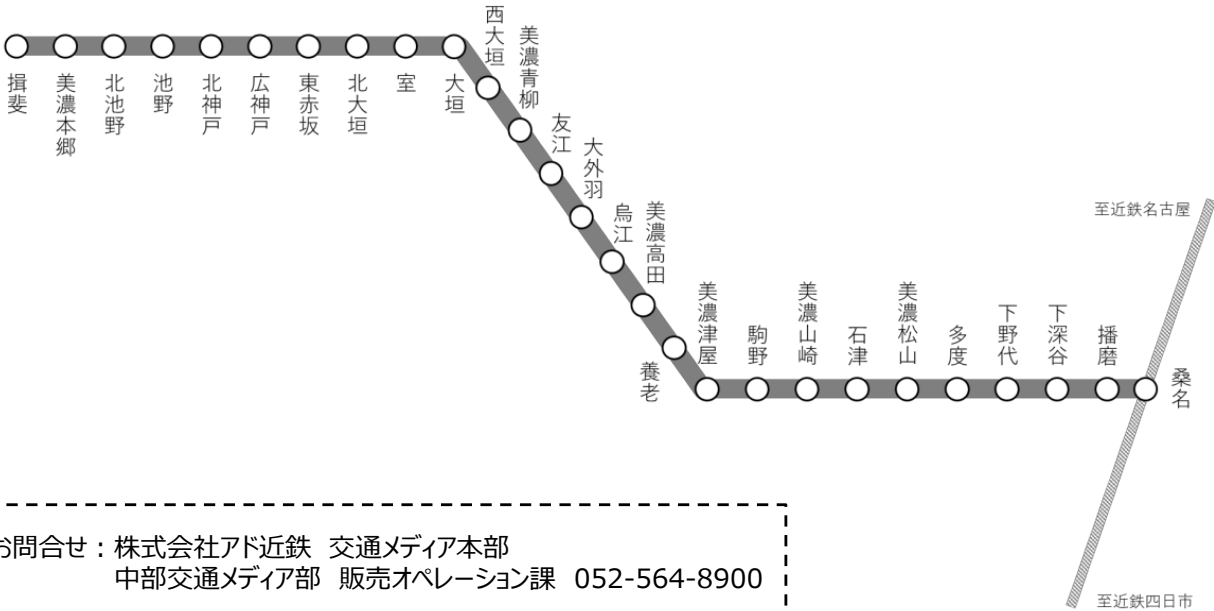 揖斐
美濃本郷
北池野
池野
北神戸
広神戸
東赤坂
北大垣
室
大垣
西大垣
美濃青柳
友江
大外羽
烏江
美濃高田
養老
美濃津屋
駒野
美濃山崎
石津
美濃松山
多度
下野代
下深谷
播磨
桑名
至近鉄名古屋
至近鉄四日市
お問合せ：株式会社アド近鉄 交通メディア本部
中部交通メディア部 販売オペレーション課 052-564-8900